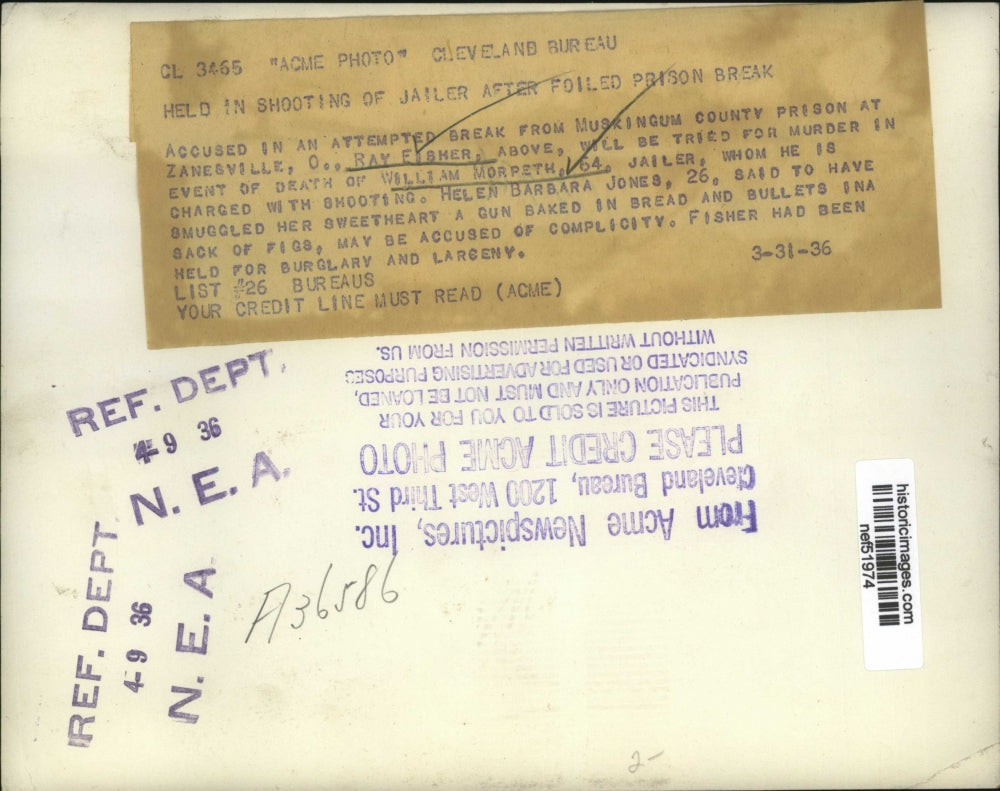 CL 3465 "ACME PHOTO" CLEVELAND BUREAU
HELD IN SHOOTING OF JAILER AFTER FOILED PRISON BREAK
ACCUSED IN AN ATTEMPTED BREAK FROM MUSKINGUM COUNTY PRISON AT
ZANESVILLE, O., RAY FISHER, ABOVE, WILL BE TRIED FOR MURDER IN
EVENT OF DEATH OF WILLIAM MORPETH, 64, JAILER, WHOM HE IS
CHARGED WITH SHOOTING. HELEN BARBARA JONES, 26, SAID TO HAVE
SMUGGLED HER SWEETHEART A GUN BAKED IN BREAD AND BULLETS INA
SACK OF FIGS, MAY BE ACCUSED OF COMPLICITY. FISHER HAD BEEN
HELD FOR BURGLARY AND LARCENY. 3-31-36
LIST #26 BUREAUS
YOUR CREDIT LINE MUST READ (ACME)
REF. DEPT.
4-9 36
N. E. A.
REF. DEPT
4-9 36
N. E. A
From Acme Newspictures, Inc.
Cleveland Bureau, 1200 West Third St.
PLEASE CREDIT ACME PHOTO
THIS PICTURE IS SOLD TO YOU FOR YOUR
PUBLICATION ONLY AND MUST NOT BE LOANED,
SYNDICATED OR USED FOR ADVERTISING PURPOSES
WITHOUT WRITTEN PERMISSION FROM US.
A36586
historicimages.com
nef51974
2-